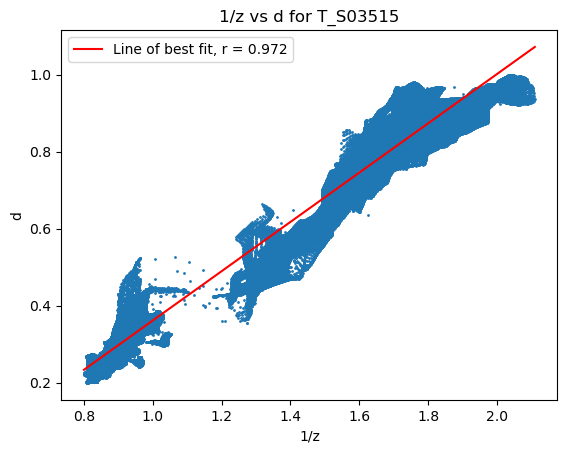 1/z vs d for T_S03515
Line of best fit, r = 0.972
d
1.0
0.8
0.6
0.4
0.2
0.8 1.0 1.2 1.4 1.6 1.8 2.0
1/z